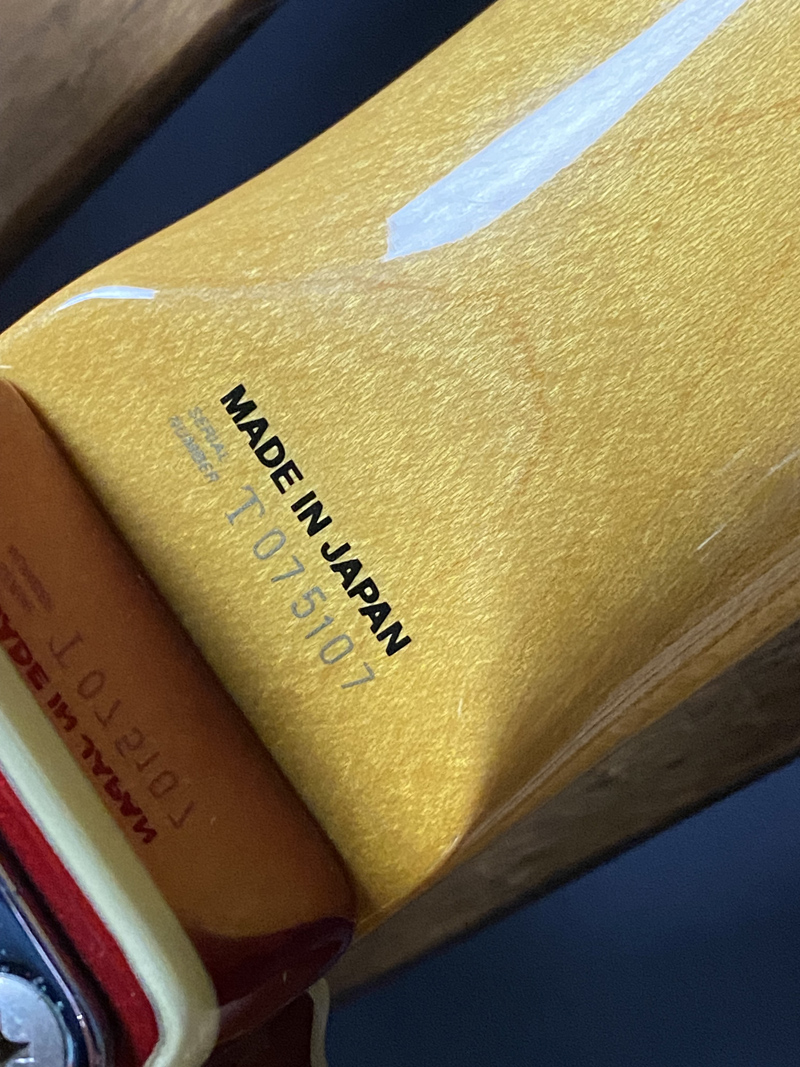 MADE IN JAPAN
SERIAL
NUMBER
T075107